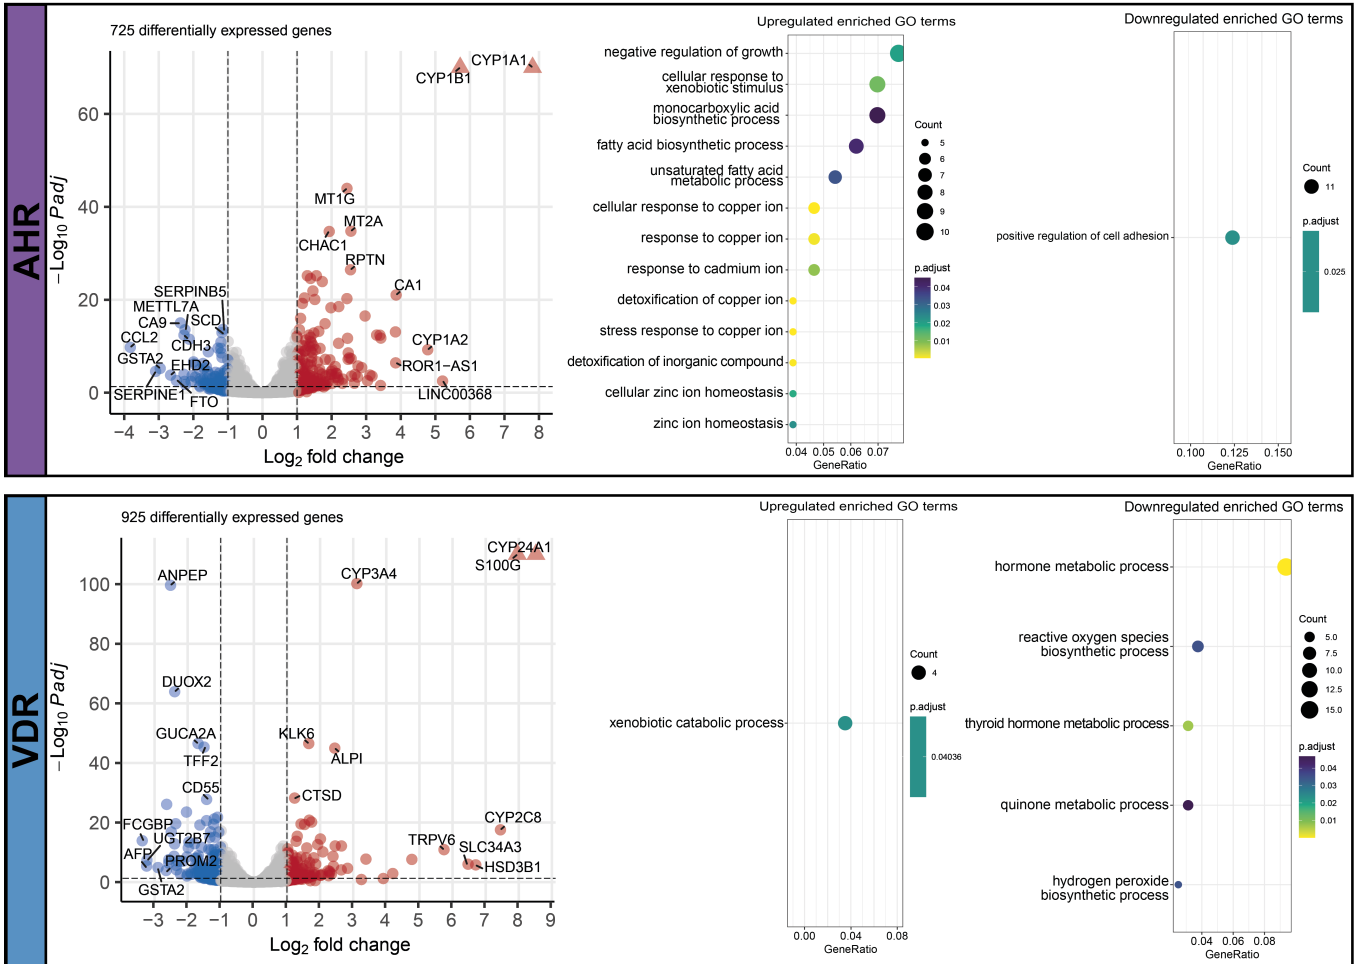 AHR
725 differentially expressed genes
−Log10 Padj
60
40
20
0
CYP1B1
CYP1A1
MT1G
MT2A
CHAC1
RPTN
CA1
SERPINB5
METTL7A
CA9
SCD
CCL2
CDH3
GSTA2
EHD2
SERPINE1
FTO
CYP1A2
ROR1−AS1
LINC00368
−4 −3 −2 −1 0 1 2 3 4 5 6 7 8
Log2 fold change
Upregulated enriched GO terms
negative regulation of growth
cellular response to
xenobiotic stimulus
monocarboxylic acid
biosynthetic process
fatty acid biosynthetic process
unsaturated fatty acid
metabolic process
cellular response to copper ion
response to copper ion
response to cadmium ion
detoxification of copper ion
stress response to copper ion
detoxification of inorganic compound
cellular zinc ion homeostasis
zinc ion homeostasis
0.04 0.05 0.06 0.07
GeneRatio
Count
5
6
7
8
9
10
p.adjust
0.04
0.03
0.02
0.01
Downregulated enriched GO terms
positive regulation of cell adhesion
0.100 0.125 0.150
GeneRatio
Count
11
p.adjust
0.025
VDR
925 differentially expressed genes
−Log10 Padj
100
80
60
40
20
0
CYP24A1
S100G
CYP3A4
ANPEP
DUOX2
GUCA2A
TFF2
KLK6
ALPI
CD55
CTSD
FCGBP
UGT2B7
AFP
PROM2
GSTA2
CYP2C8
TRPV6
SLC34A3
HSD3B1
−3 −2 −1 0 1 2 3 4 5 6 7 8 9
Log2 fold change
Upregulated enriched GO terms
xenobiotic catabolic process
0.00 0.04 0.08
GeneRatio
Count
4
p.adjust
0.04036
Downregulated enriched GO terms
hormone metabolic process
reactive oxygen species
biosynthetic process
thyroid hormone metabolic process
quinone metabolic process
hydrogen peroxide
biosynthetic process
0.04 0.06 0.08
GeneRatio
Count
5.0
7.5
10.0
12.5
15.0
p.adjust
0.04
0.03
0.02
0.01